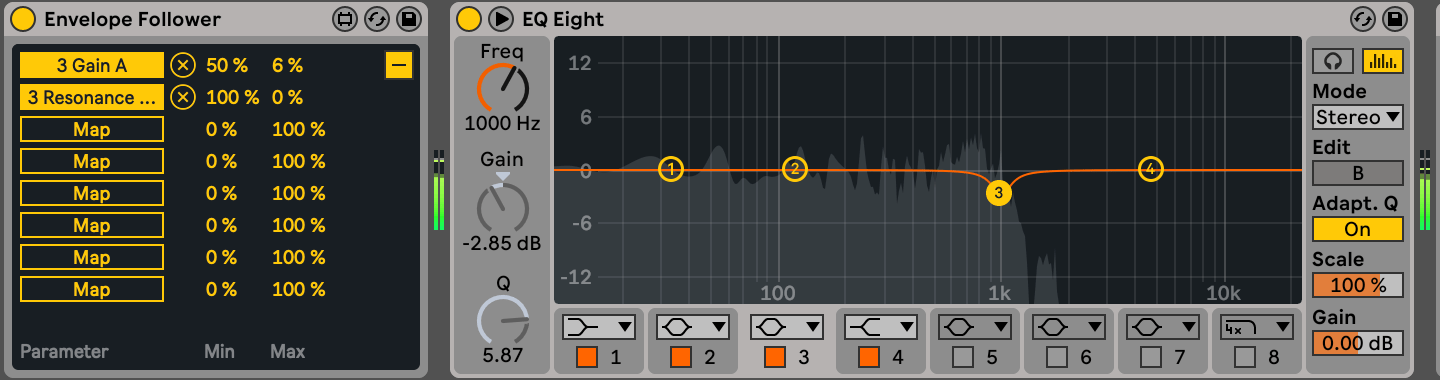 Envelope Follower
3 Gain A 50 % 6 %
3 Resonance ... 100 % 0 %
Map 0 % 100 %
Map 0 % 100 %
Map 0 % 100 %
Map 0 % 100 %
Map 0 % 100 %
Map 0 % 100 %
Parameter Min Max
EQ Eight
Freq
1000 Hz
Gain
-2.85 dB
Q
5.87
12
6
0
-6
-12
100 1k 10k
1 2 3 4
4x
1 2 3 4 5 6 7 8
Mode
Stereo
Edit
B
Adapt. Q
On
Scale
100 %
Gain
0.00 dB